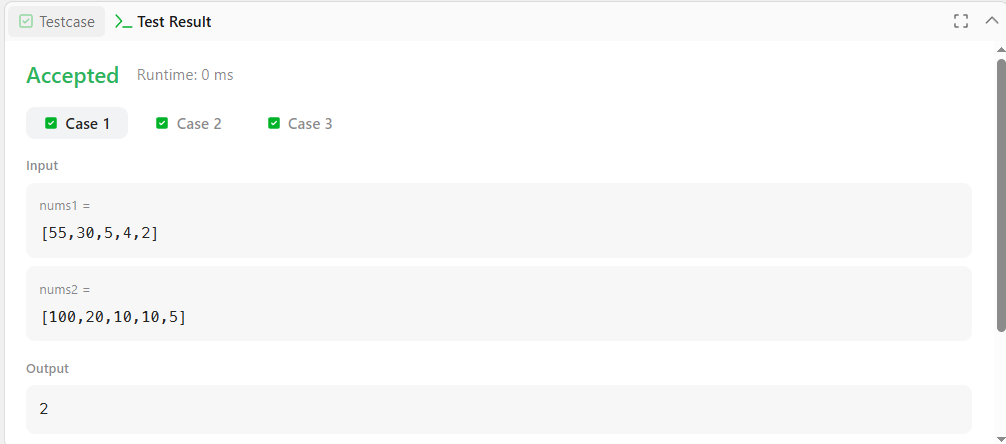 Testcase
Test Result
Accepted Runtime: 0 ms
Case 1 Case 2 Case 3
Input
nums1 =
[55,30,5,4,2]
nums2 =
[100,20,10,10,5]
Output
2